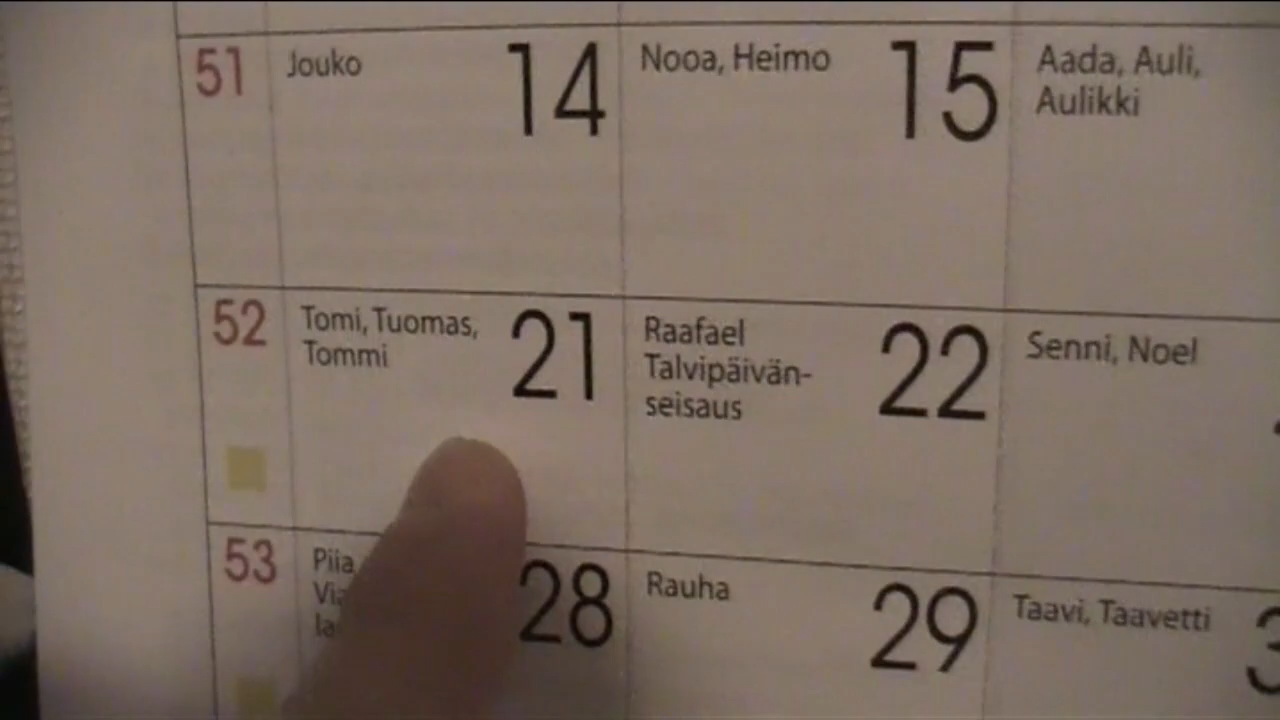 51 Jouko 14 Nooa, Heimo 15 Aada, Auli,
Aulikki
52 Tomi, Tuomas, 21 Raafael 22 Senni, Noel
Tommi Talvipäivän-
seisaus
53 Piia 28 Rauha 29 Taavi, Taavetti